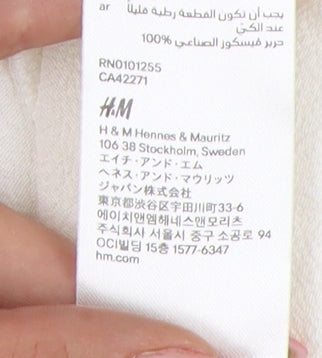 ar يجب أن تكون القطعة رطبة قليلاً
عند الكيّ
100% حرير فيسكوز الصناعي
RN0101255
CA42271
H&M
H & M Hennes & Mauritz
106 38 Stockholm, Sweden
エイチ・アンド・エム
ヘネス・アンド・マウリッツ
ジャパン株式会社
東京都渋谷区宇田川町33-6
에이치앤엠헤네스앤모리츠
주식회사 서울시 중구 소공로 94
OCI빌딩 15층 1577-6347
hm.com